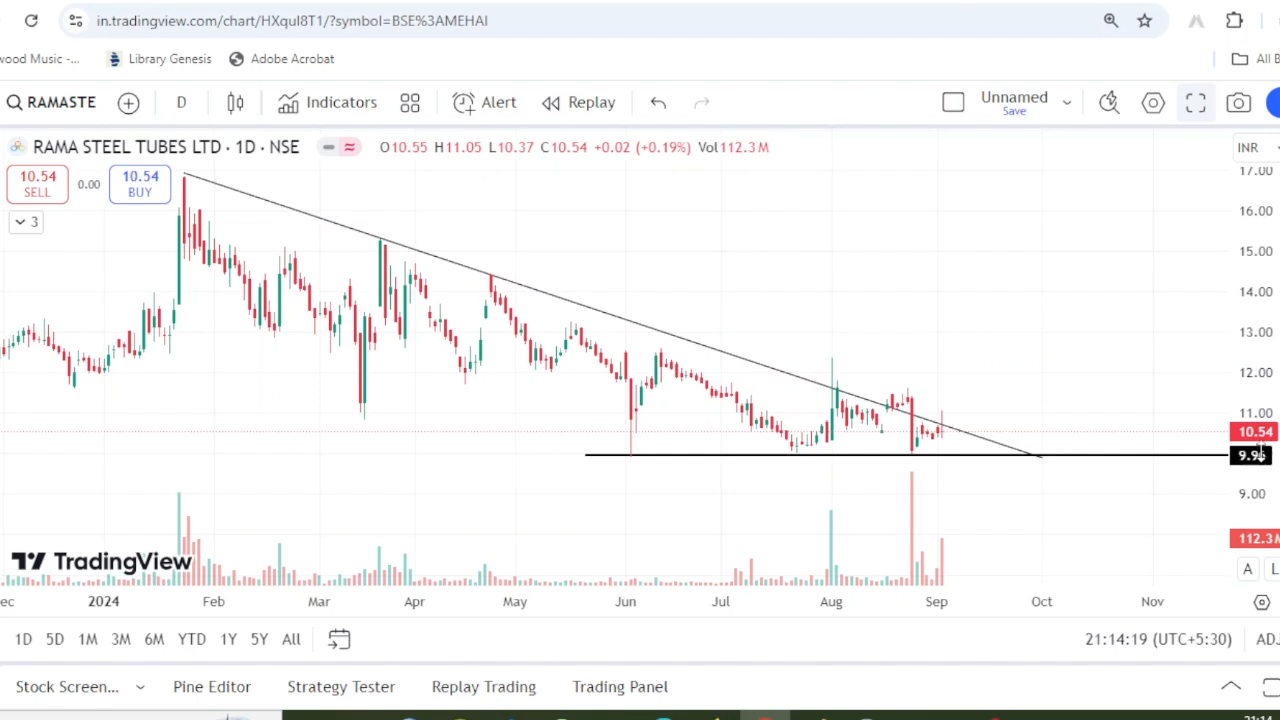 in.tradingview.com/chart/HXqul8T1/?symbol=BSE%3AMEHAI
wood Music -... Library Genesis Adobe Acrobat All B
RAMASTE D Indicators Alert Replay Unnamed
Save
RAMA STEEL TUBES LTD · 1D · NSE O10.55 H11.05 L10.37 C10.54 +0.02 (+0.19%) Vol112.3M INR
10.54 0.00 10.54
SELL BUY
3
17.00
16.00
15.00
14.00
13.00
12.00
11.00
10.54
9.00
112.3M
TradingView
A L
ec 2024 Feb Mar Apr May Jun Jul Aug Sep Oct Nov
1D 5D 1M 3M 6M YTD 1Y 5Y All 21:14:19 (UTC+5:30) ADJ
Stock Screen... Pine Editor Strategy Tester Replay Trading Trading Panel